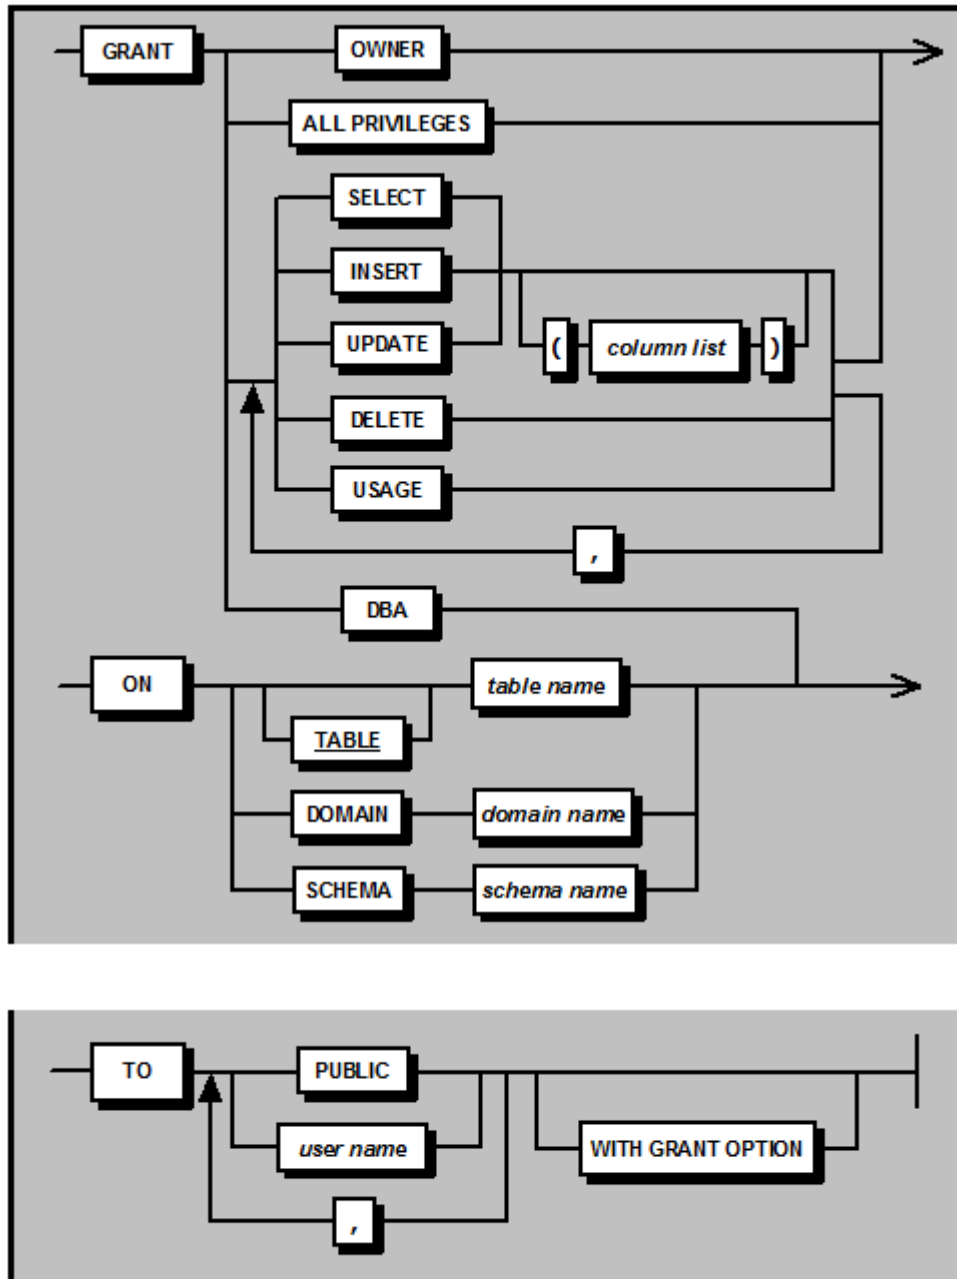 GRANT
OWNER
ALL PRIVILEGES
SELECT
INSERT
UPDATE
( column list )
DELETE
USAGE
,
DBA
ON
table name
TABLE
DOMAIN domain name
SCHEMA schema name
TO
PUBLIC
user name
WITH GRANT OPTION
,